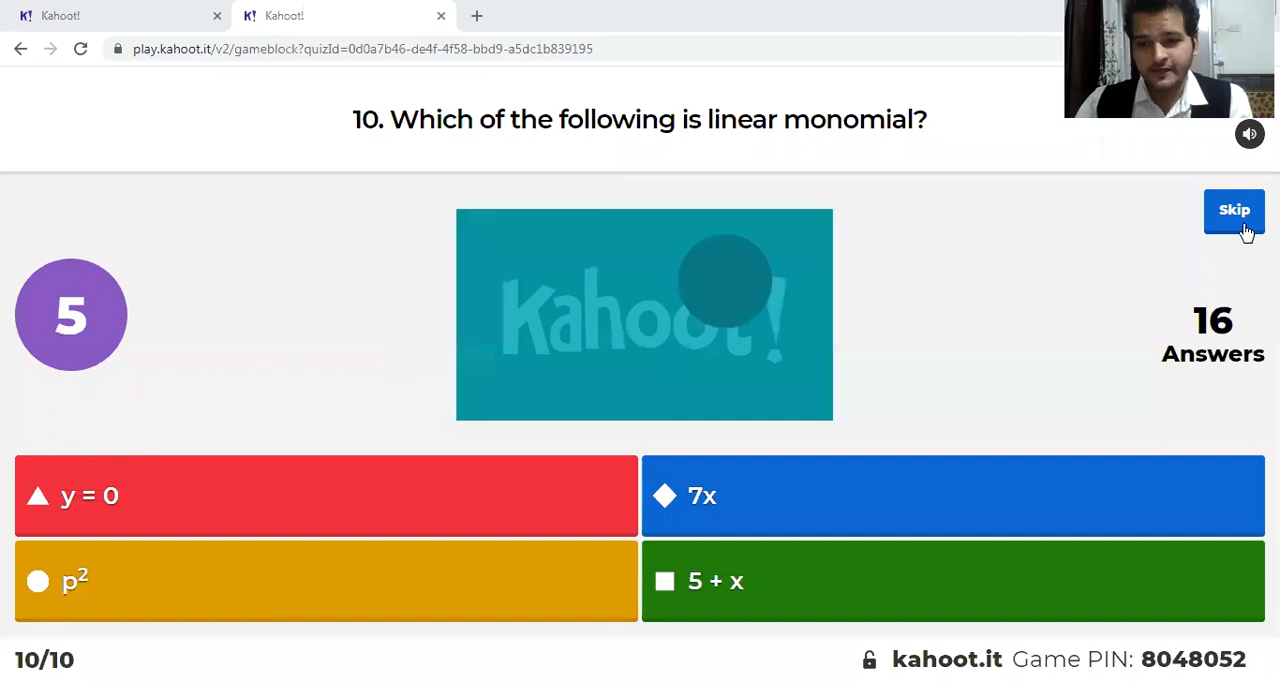 K! Kahoot!
K! Kahoot!
play.kahoot.it/v2/gameblock?quizId=0d0a7b46-de4f-4f58-bbd9-a5dc1b839195
10. Which of the following is linear monomial?
Skip
5
Kahoot!
16
Answers
y = 0
7x
p²
5 + x
10/10
kahoot.it Game PIN: 8048052